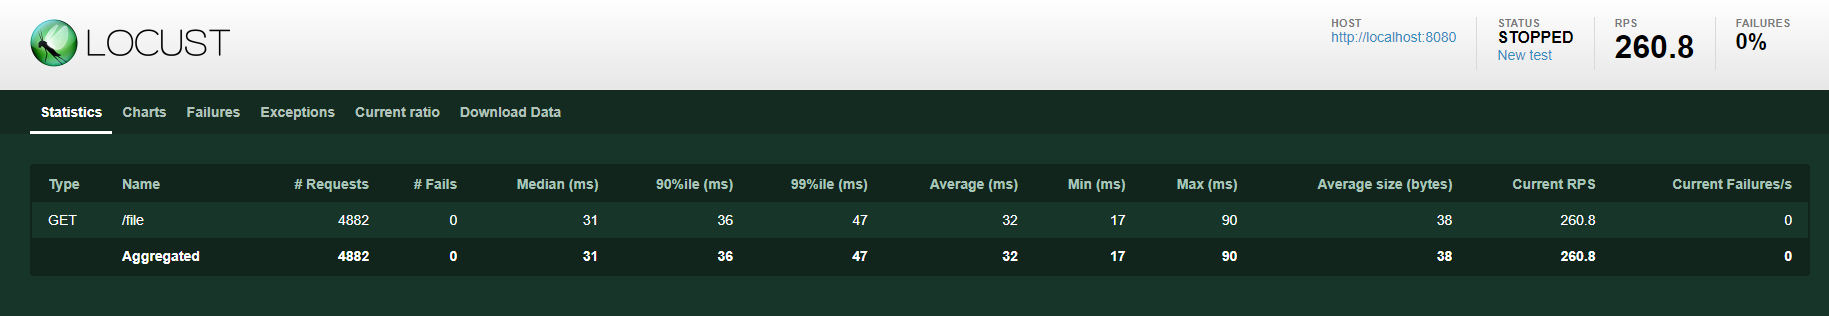 LOCUST
HOST
http://localhost:8080
STATUS
STOPPED
New test
RPS
260.8
FAILURES
0%
Statistics Charts Failures Exceptions Current ratio Download Data
Type Name # Requests # Fails Median (ms) 90%ile (ms) 99%ile (ms) Average (ms) Min (ms) Max (ms) Average size (bytes) Current RPS Current Failures/s
GET /file 4882 0 31 36 47 32 17 90 38 260.8 0
Aggregated 4882 0 31 36 47 32 17 90 38 260.8 0